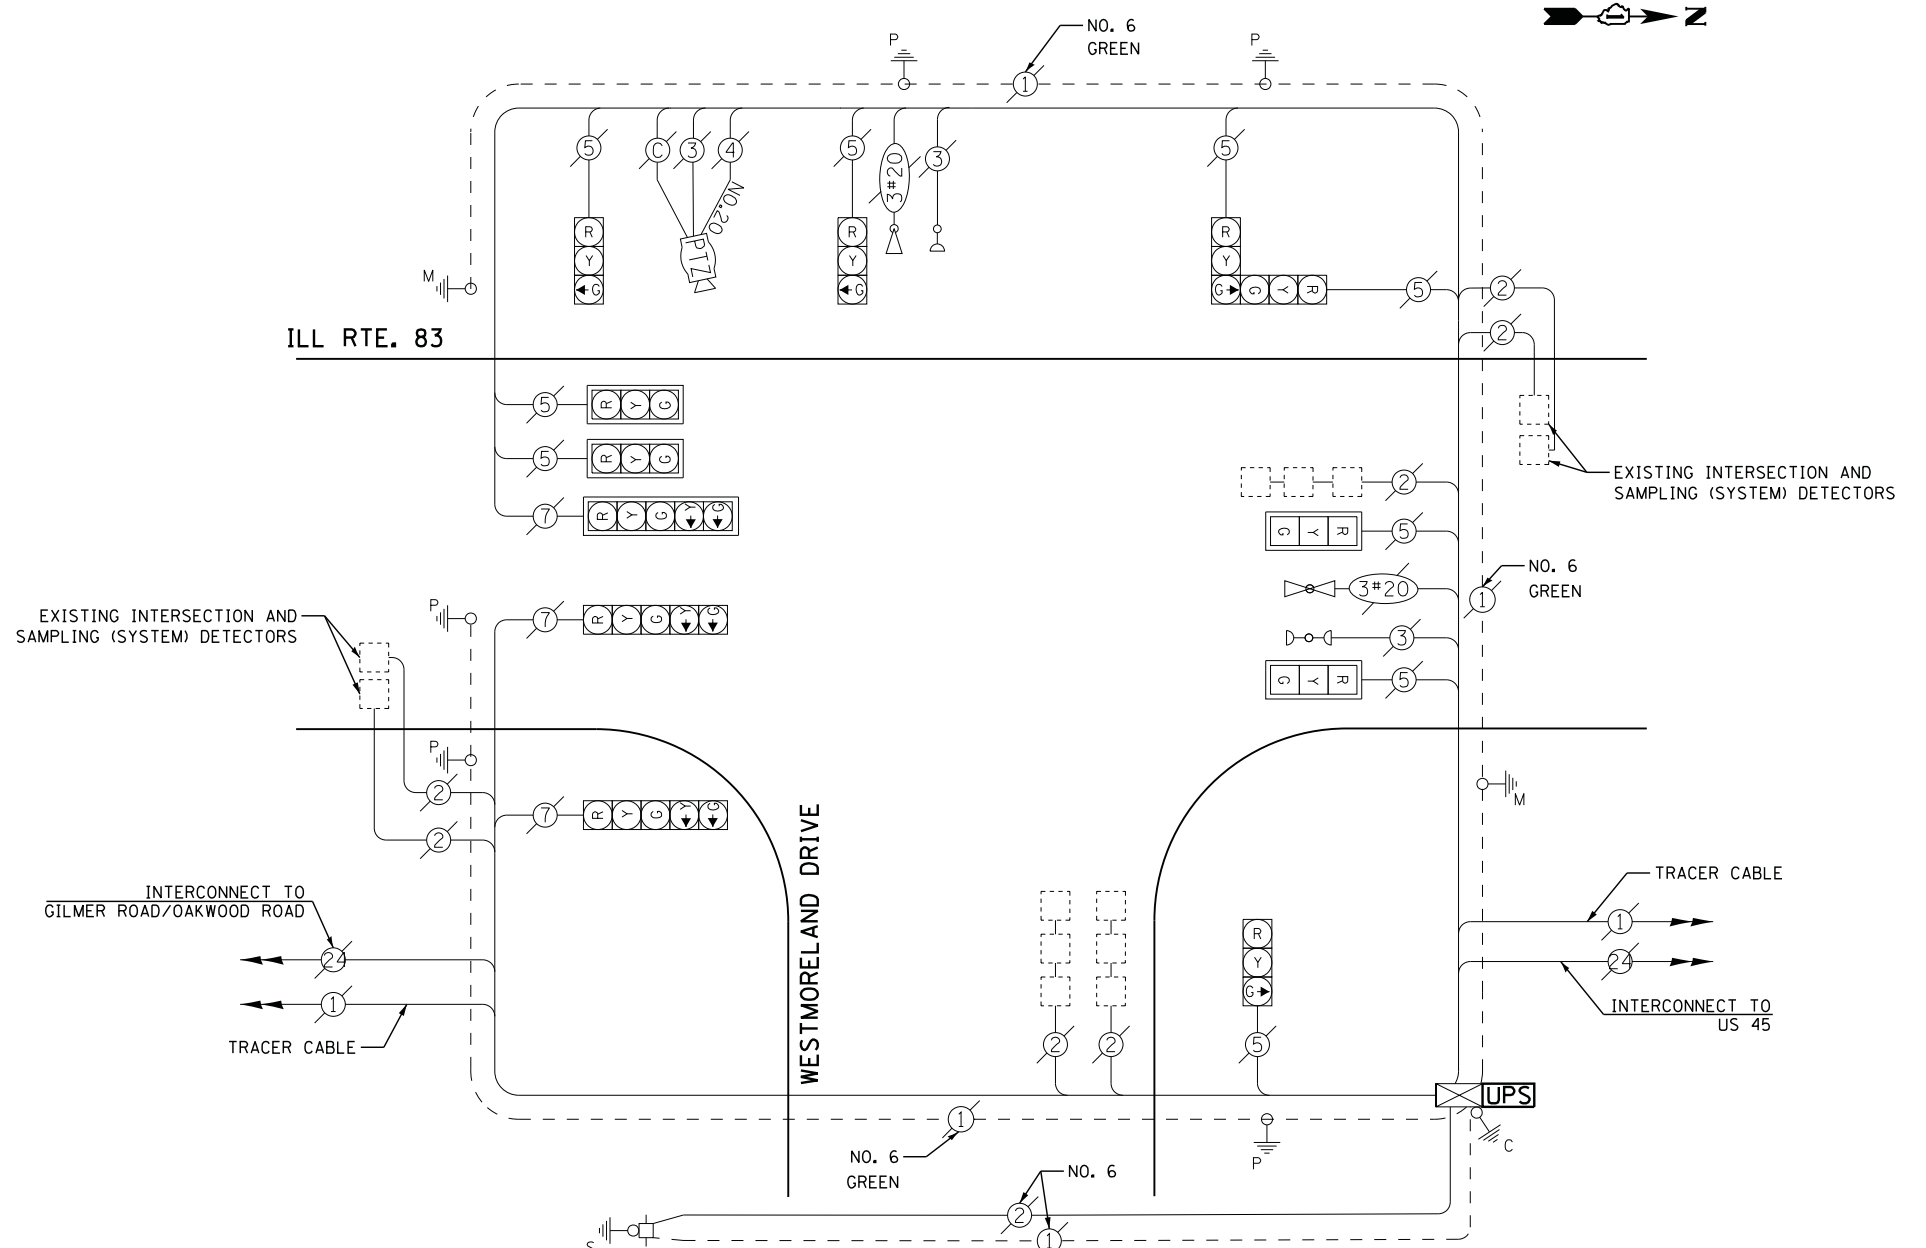 NO. 6
GREEN
P
P
N
1
5
C
3
4
5
3#20
3
5
NO.20
PTZ
R
Y
G
R
Y
G
R
Y
G
G
Y
R
5
2
2
M
ILL RTE. 83
5
R Y G
5
R Y G
7
R Y G Y G
2
G Y R
5
EXISTING INTERSECTION AND
SAMPLING (SYSTEM) DETECTORS
3#20
NO. 6
GREEN
1
3
G Y R
5
EXISTING INTERSECTION AND
SAMPLING (SYSTEM) DETECTORS
P
7
R Y G Y G
P
2
7
R Y G Y G
2
M
WESTMORELAND DRIVE
INTERCONNECT TO
GILMER ROAD/OAKWOOD ROAD
24
1
TRACER CABLE
TRACER CABLE
1
24
INTERCONNECT TO
US 45
R
Y
G
2
2
5
UPS
C
1
NO. 6
GREEN
P
NO. 6
2
1
S